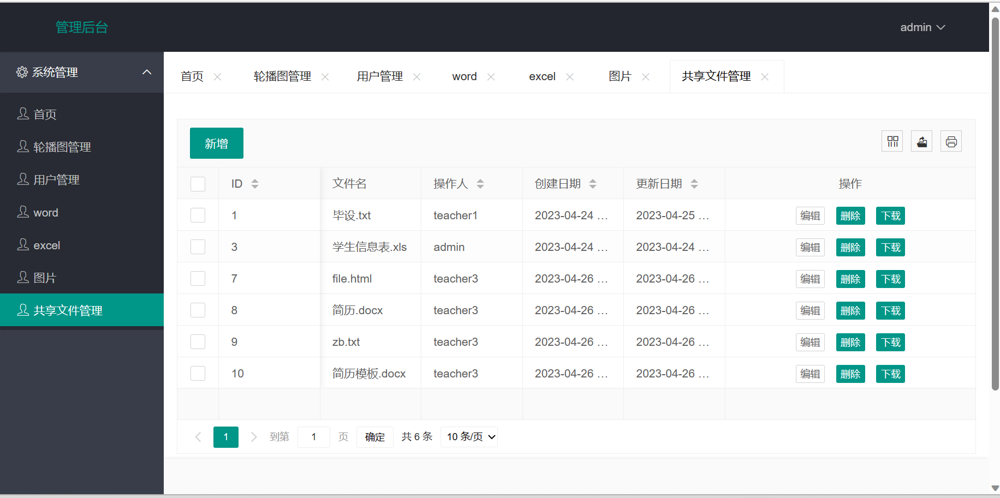 管理后台
admin
系统管理
首页 轮播图管理 用户管理 word excel 图片 共享文件管理
首页
轮播图管理
用户管理
word
excel
图片
共享文件管理
新增
ID 文件名 操作人 创建日期 更新日期 操作
1 毕设.txt teacher1 2023-04-24 ... 2023-04-25 ... 编辑 删除 下载
3 学生信息表.xls admin 2023-04-24 ... 2023-04-24 ... 编辑 删除 下载
7 file.html teacher3 2023-04-26 ... 2023-04-26 ... 编辑 删除 下载
8 简历.docx teacher3 2023-04-26 ... 2023-04-26 ... 编辑 删除 下载
9 zb.txt teacher3 2023-04-26 ... 2023-04-26 ... 编辑 删除 下载
10 简历模板.docx teacher3 2023-04-26 ... 2023-04-26 ... 编辑 删除 下载
1 到第 1 页 确定 共 6 条 10 条/页